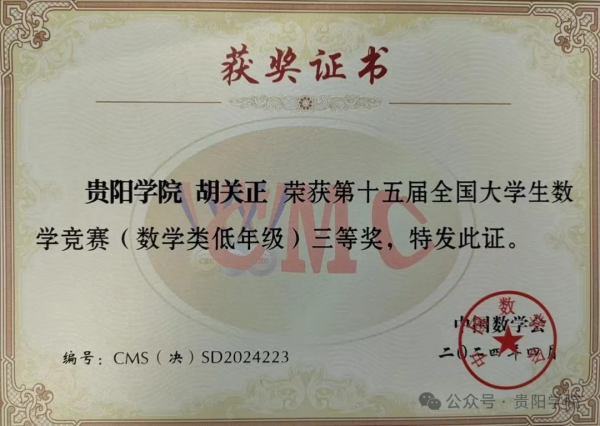 获奖证书
贵阳学院 胡关正 荣获第十五届全国大学生数
学竞赛（数学类低年级）三等奖，特发此证。
CMC
中国数学会
编号：CMS（决）SD2024223
二〇二四年四月
公众号·贵阳学院